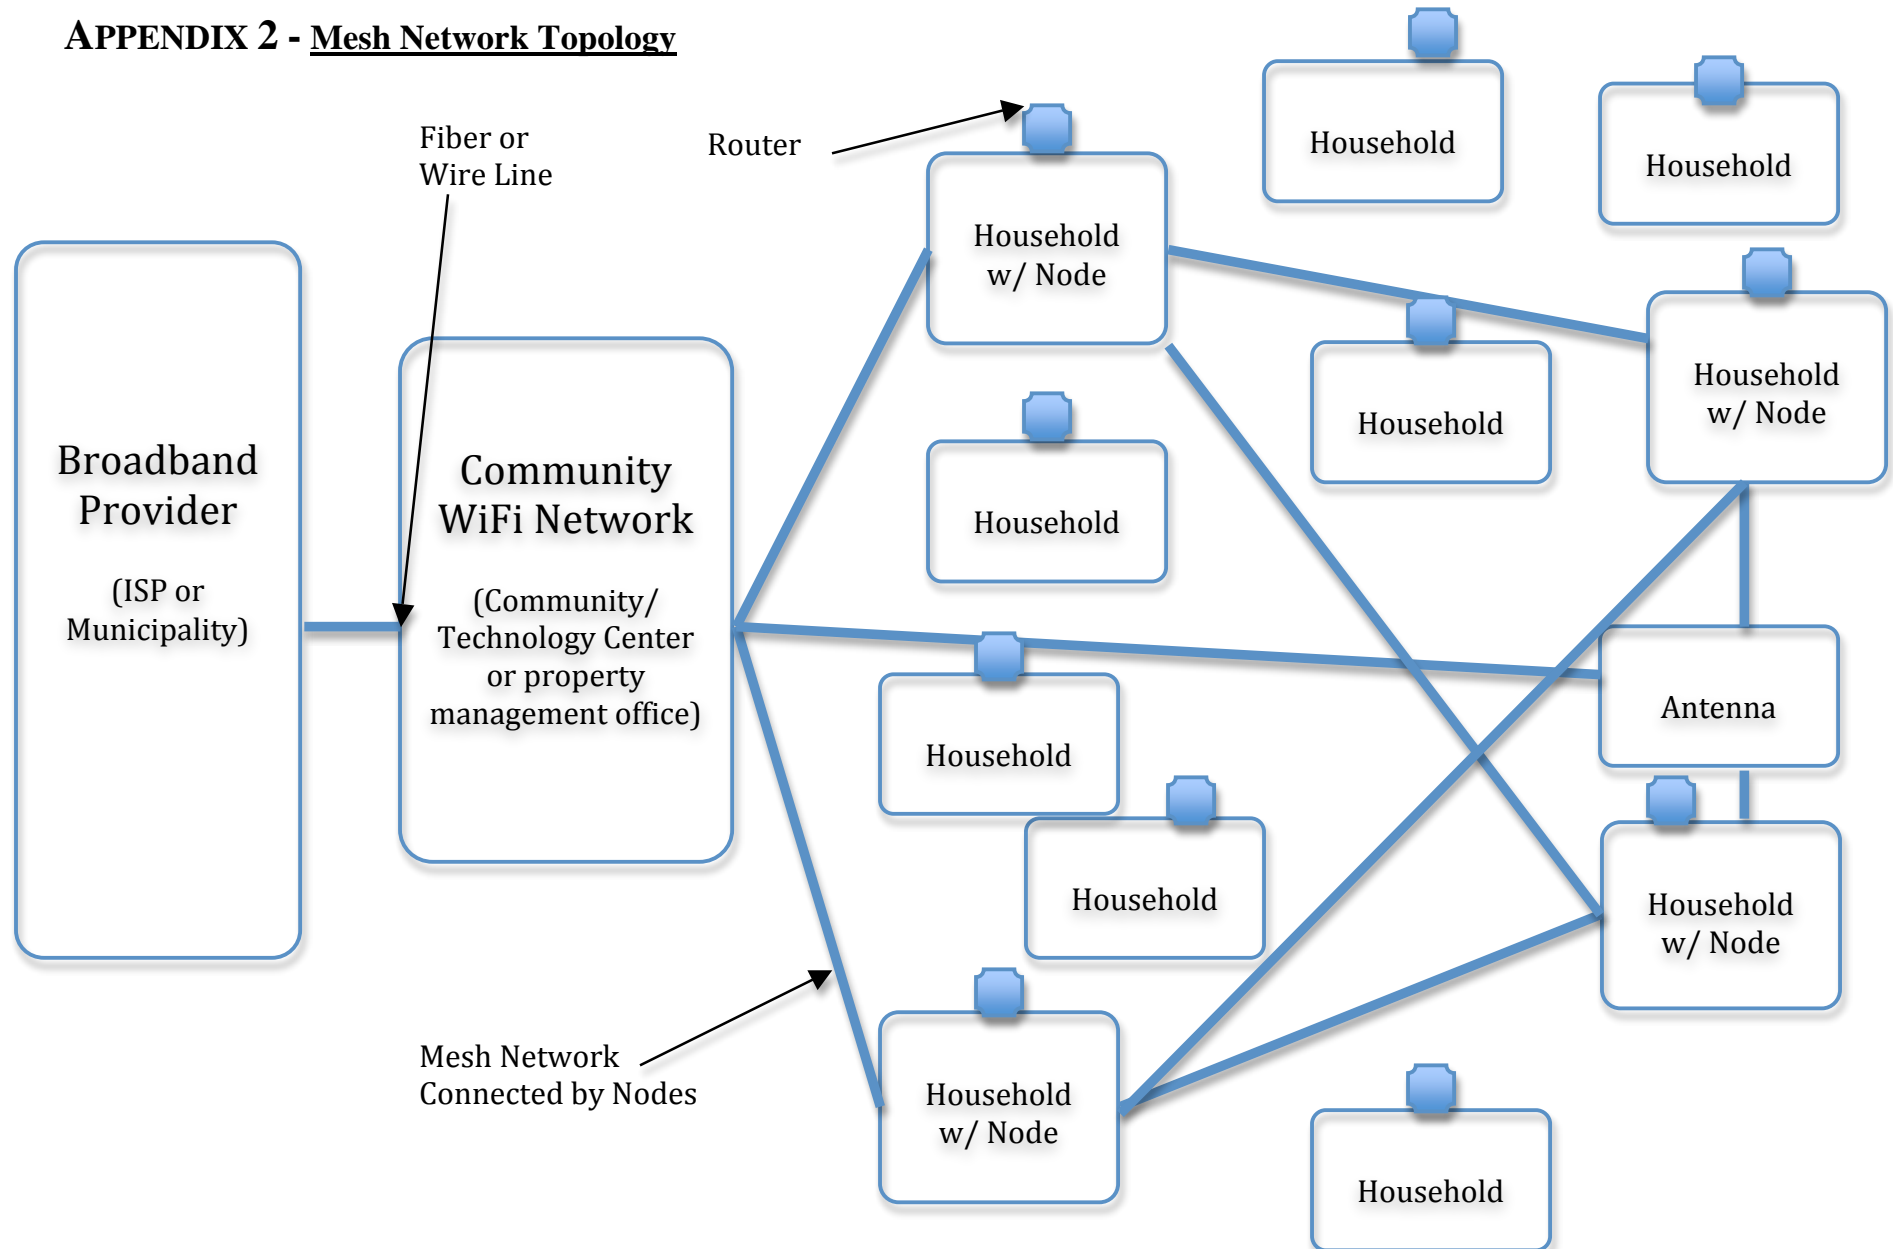 APPENDIX 2 - Mesh Network Topology
Fiber or
Wire Line
Router
Household
Household
Household
w/ Node
Household
w/ Node
Household
Household
Broadband
Provider
(ISP or
Municipality)
Community
WiFi Network
(Community/
Technology Center
or property
management office)
Antenna
Household
Household
Household
w/ Node
Mesh Network
Connected by Nodes
Household
w/ Node
Household